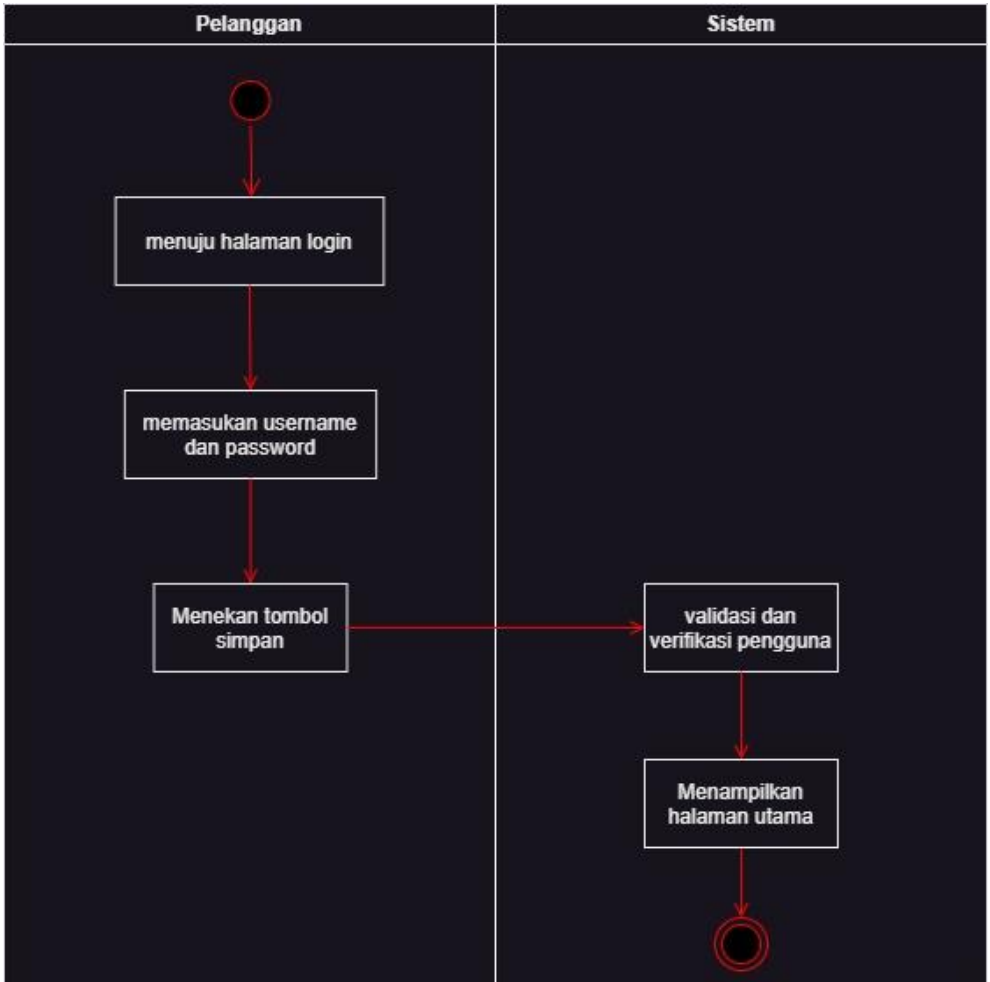 Pelanggan
Sistem
menuju halaman login
memasukan username
dan password
Menekan tombol
simpan
validasi dan
verifikasi pengguna
Menampilkan
halaman utama